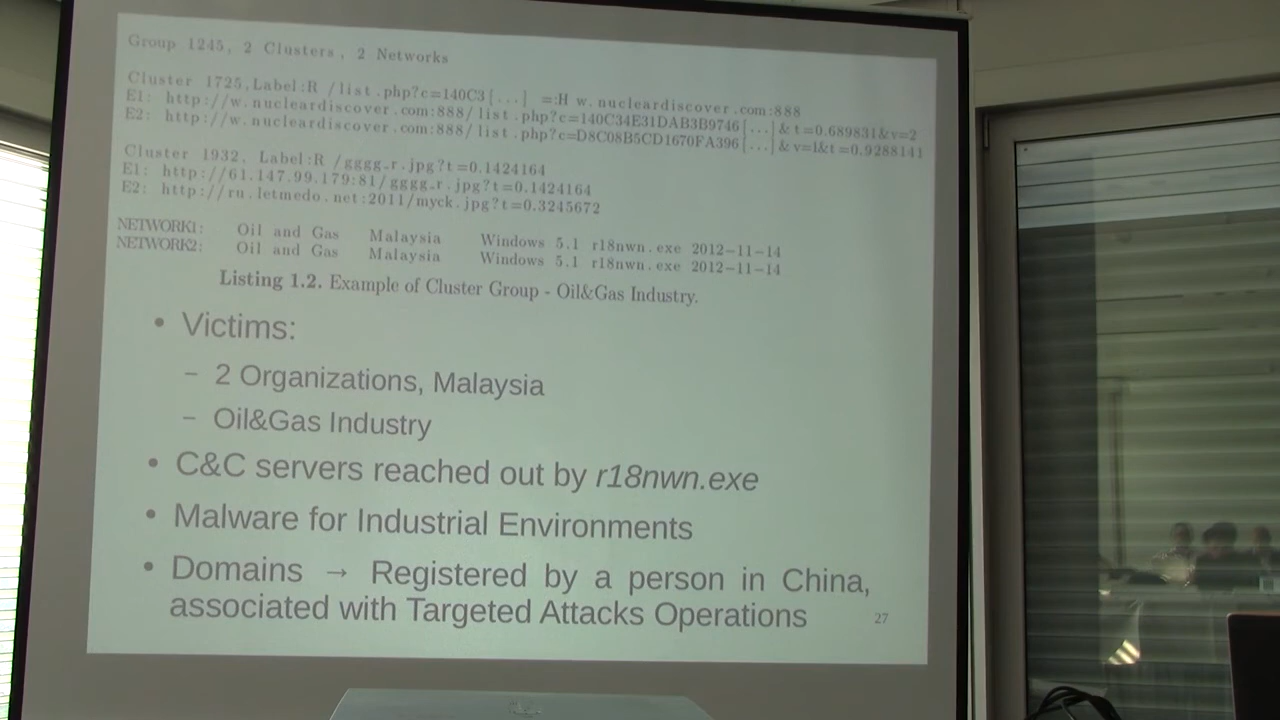 Group 1245, 2 Clusters, 2 Networks
Cluster 1725,Label:R /list.php?c=140C3[...] =:H w.nucleardiscover.com:888
E1: http://w.nucleardiscover.com:888/list.php?c=140C34E31DAB3B9746[...]&t=0.689831&v=2
E2: http://w.nucleardiscover.com:888/list.php?c=D8C08B5CD1670FA396[...]&v=1&t=0.9288141
Cluster 1932, Label:R /gggg_r.jpg?t=0.1424164
E1: http://61.147.99.179:81/gggg_r.jpg?t=0.1424164
E2: http://ru.letmedo.net:2011/myck.jpg?t=0.3245672
NETWORK1: Oil and Gas Malaysia Windows 5.1 r18nwn.exe 2012-11-14
NETWORK2: Oil and Gas Malaysia Windows 5.1 r18nwn.exe 2012-11-14
Listing 1.2. Example of Cluster Group - Oil&Gas Industry.
• Victims:
– 2 Organizations, Malaysia
– Oil&Gas Industry
• C&C servers reached out by r18nwn.exe
• Malware for Industrial Environments
• Domains → Registered by a person in China,
associated with Targeted Attacks Operations
27